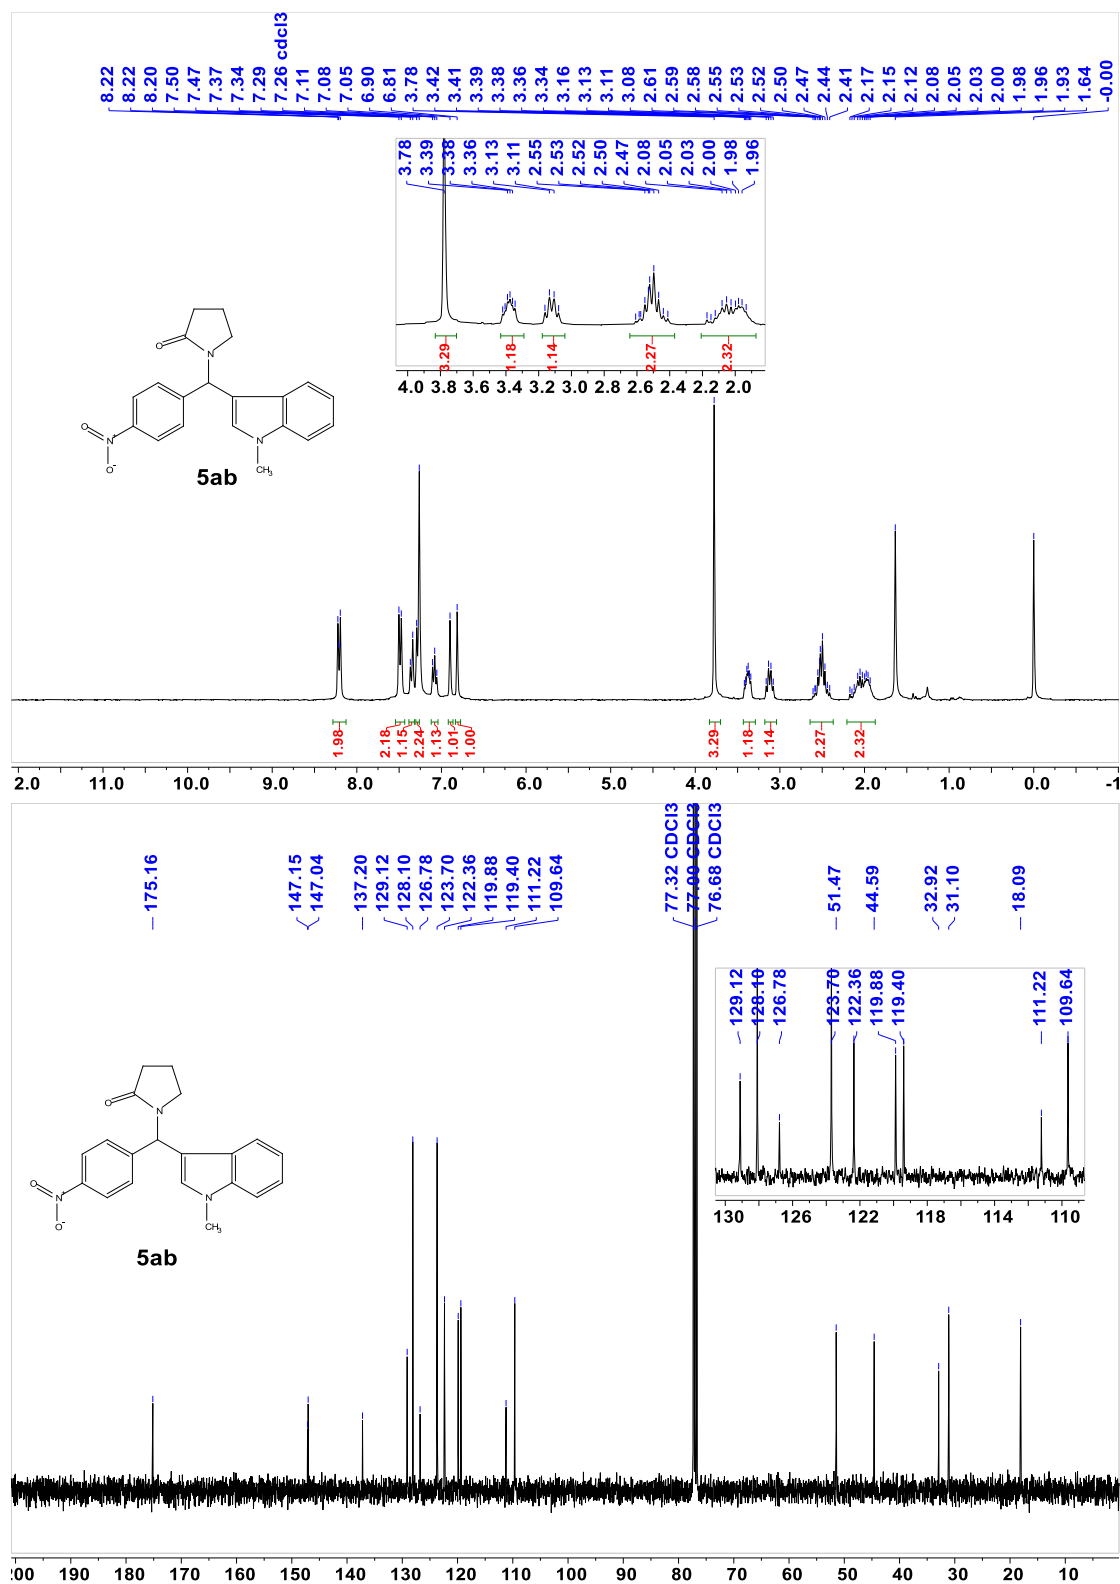 8.22 8.22 8.20 7.50 7.47 7.37 7.34 7.29 7.26 cdcl3 7.11 7.08 7.05 6.90 6.81 3.78 3.42 3.41 3.39 3.38 3.36 3.34 3.16 3.13 3.11 3.08 2.61 2.59 2.58 2.55 2.53 2.52 2.50 2.47 2.44 2.41 2.17 2.15 2.12 2.08 2.05 2.03 2.00 1.98 1.96 1.93 1.64 -0.00
3.78 3.39 3.38 3.36 3.13 3.11 2.55 2.53 2.52 2.50 2.47 2.08 2.05 2.03 2.00 1.98 1.96
3.29 1.18 1.14 2.27 2.32
4.0 3.8 3.6 3.4 3.2 3.0 2.8 2.6 2.4 2.2 2.0
O
N
O
N+
O-
N
CH3
5ab
1.98 2.18 1.15 2.24 1.13 1.01 1.00 3.29 1.18 1.14 2.27 2.32
2.0 11.0 10.0 9.0 8.0 7.0 6.0 5.0 4.0 3.0 2.0 1.0 0.0 -1
175.16 147.15 147.04 137.20 129.12 128.10 126.78 123.70 122.36 119.88 119.40 111.22 109.64 77.32 CDCl3 77.00 CDCl3 76.68 CDCl3 51.47 44.59 32.92 31.10 18.09
129.12 128.10 126.78 123.70 122.36 119.88 119.40 111.22 109.64
130 126 122 118 114 110
O
N
O
N+
O-
N
CH3
5ab
200 190 180 170 160 150 140 130 120 110 100 90 80 70 60 50 40 30 20 10